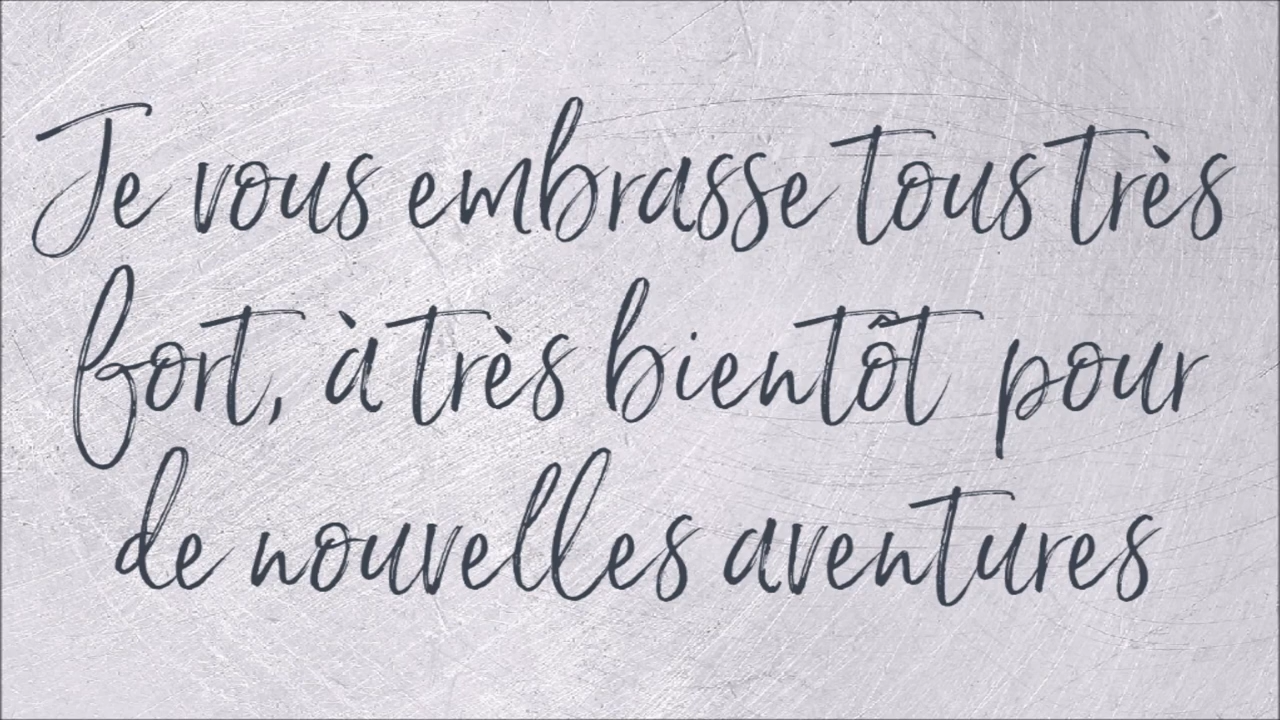 Je vous embrasse tous très
fort, à très bientôt pour
de nouvelles aventures